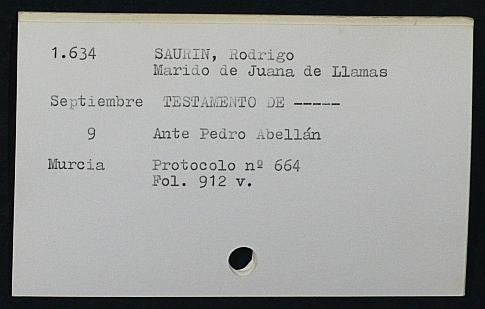 1.634 SAURIN, Rodrigo
Marido de Juana de Llamas
Septiembre TESTAMENTO DE -----
9 Ante Pedro Abellán
Murcia Protocolo nº 664
Fol. 912 v.